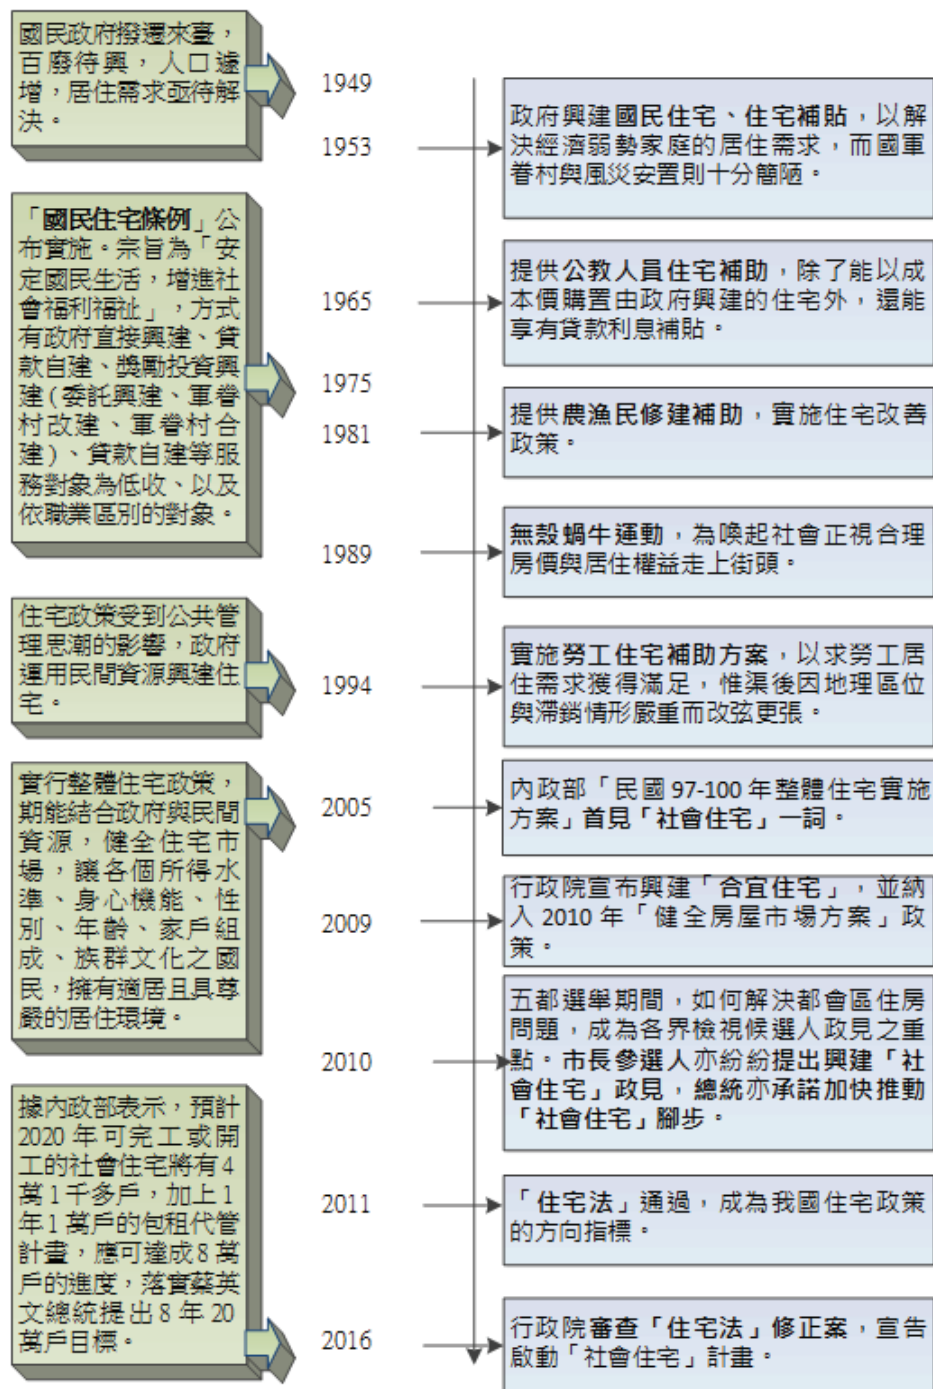 國民政府撥遷來臺，
百廢待興，人口遽
增，居住需求亟待解
決。
1949
1953
政府興建國民住宅、住宅補貼，以解
決經濟弱勢家庭的居住需求，而國軍
眷村與風災安置則十分簡陋。
「國民住宅條例」公
布實施。宗旨為「安
定國民生活，增進社
會福利福祉」，方式
有政府直接興建、貸
款自建、獎勵投資興
建(委託興建、軍眷
村改建、軍眷村合
建)、貸款自建等服
務對象為低收、以及
依職業區別的對象。
1965
提供公教人員住宅補助，除了能以成
本價購置由政府興建的住宅外，還能
享有貸款利息補貼。
1975
1981
提供農漁民修建補助，實施住宅改善
政策。
1989
無殼蝸牛運動，為喚起社會正視合理
房價與居住權益走上街頭。
住宅政策受到公共管
理思潮的影響，政府
運用民間資源興建住
宅。
1994
實施勞工住宅補助方案，以求勞工居
住需求獲得滿足，惟渠後因地理區位
與滯銷情形嚴重而改弦更張。
實行整體住宅政策，
期能結合政府與民間
資源，健全住宅市
場，讓各個所得水
準、身心機能、性
別、年齡、家戶組
成、族群文化之國
民，擁有適居且具尊
嚴的居住環境。
2005
內政部「民國 97-100 年整體住宅實施
方案」首見「社會住宅」一詞。
2009
行政院宣布興建「合宜住宅」，並納
入 2010 年「健全房屋市場方案」政
策。
2010
五都選舉期間，如何解決都會區住房
問題，成為各界檢視候選人政見之重
點。市長參選人亦紛紛提出興建「社
會住宅」政見，總統亦承諾加快推動
「社會住宅」腳步。
據內政部表示，預計
2020 年可完工或開
工的社會住宅將有 4
萬 1 千多戶，加上 1
年 1 萬戶的包租代管
計畫，應可達成 8 萬
戶的進度，落實蔡英
文總統提出 8 年 20
萬戶目標。
2011
「住宅法」通過，成為我國住宅政策
的方向指標。
2016
行政院審查「住宅法」修正案，宣告
啟動「社會住宅」計畫。